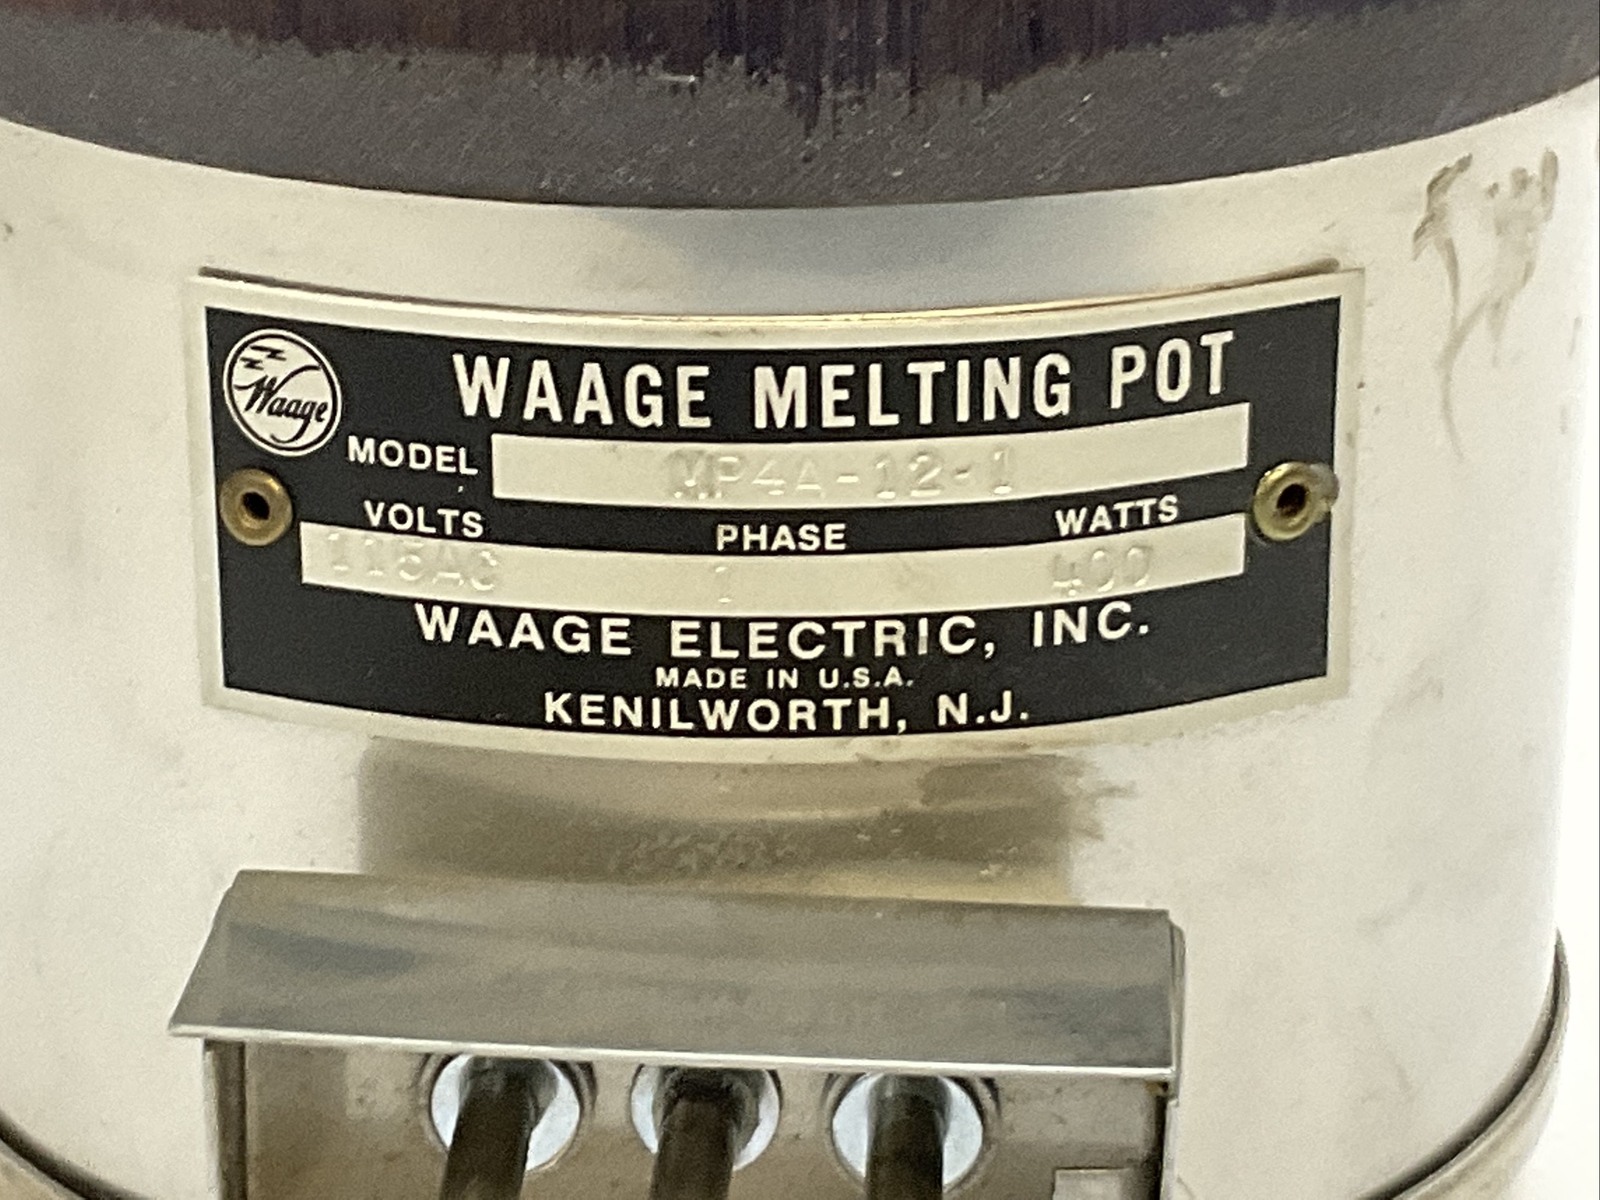 Waage
WAAGE MELTING POT
MODEL MP4A-12-1
VOLTS PHASE WATTS
115AC 1 400
WAAGE ELECTRIC, INC.
MADE IN U.S.A.
KENILWORTH, N.J.